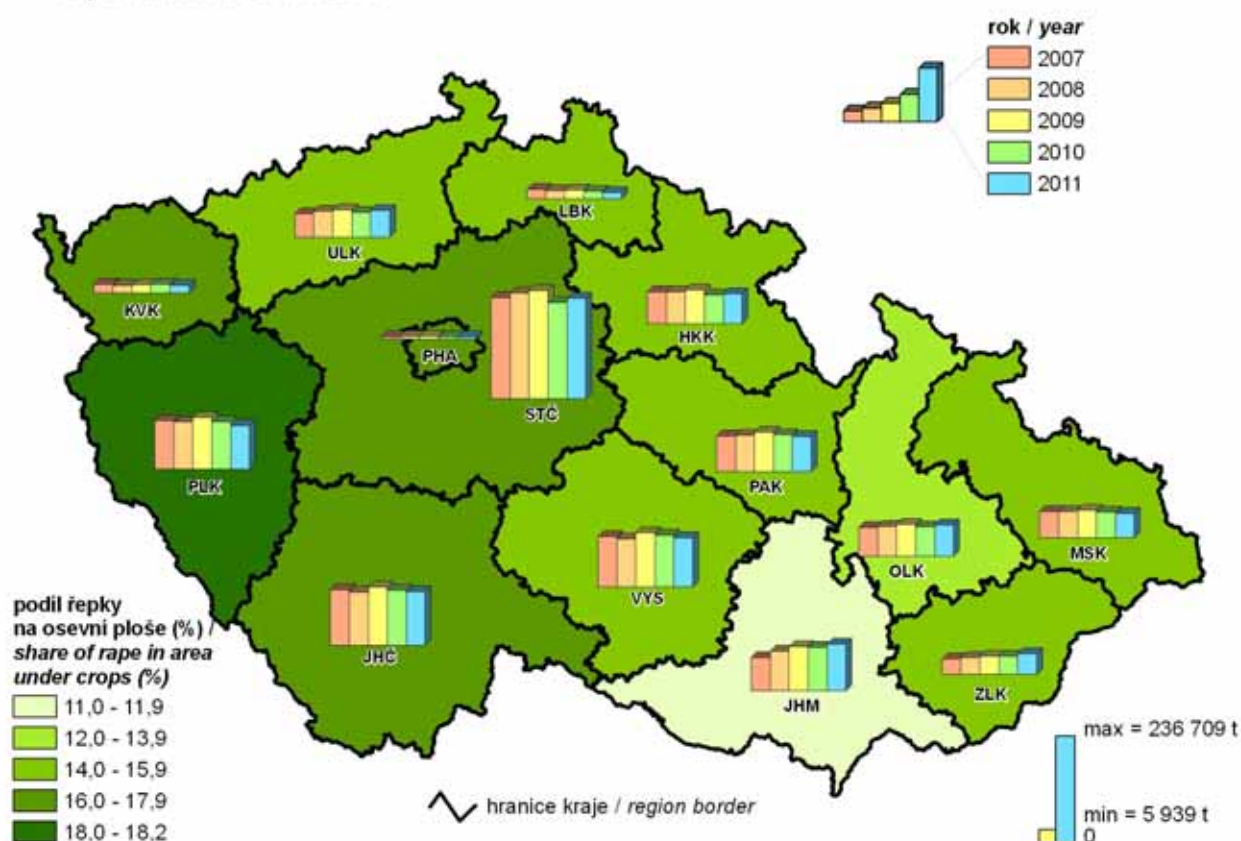 rok / year
2007
2008
2009
2010
2011
LBK
ULK
KVK
HKK
PHA
STČ
PLK
PAK
MSK
OLK
VYS
JHČ
ZLK
JHM
podíl řepky
na osevní ploše (%) /
share of rape in area
under crops (%)
11,0 - 11,9
12,0 - 13,9
14,0 - 15,9
16,0 - 17,9
18,0 - 18,2
hranice kraje / region border
max = 236 709 t
min = 5 939 t
0